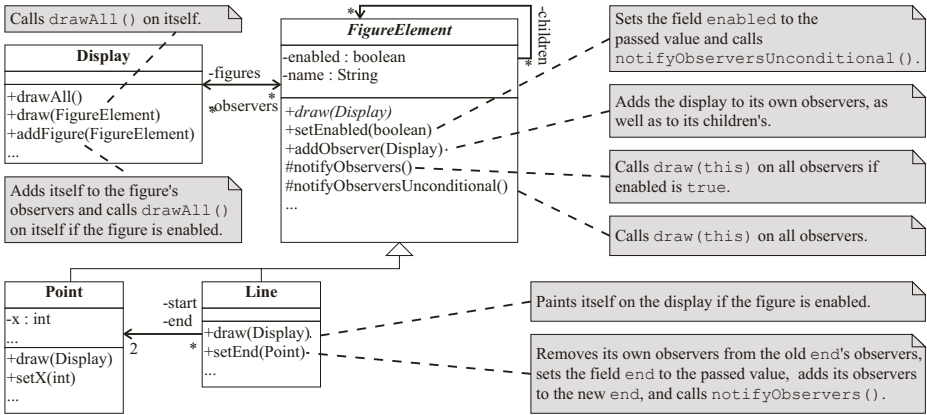 Calls drawAll() on itself.
Display
+drawAll()
+draw(FigureElement)
+addFigure(FigureElement)
...
Adds itself to the figure's
observers and calls drawAll()
on itself if the figure is enabled.
-figures
*
-observers
*
FigureElement
-enabled : boolean
-name : String
+draw(Display)
+setEnabled(boolean)
+addObserver(Display)
#notifyObservers()
#notifyObserversUnconditional()
...
*
-children
*
Sets the field enabled to the
passed value and calls
notifyObserversUnconditional().
Adds the display to its own observers, as
well as to its children's.
Calls draw(this) on all observers if
enabled is true.
Calls draw(this) on all observers.
Point
-x : int
...
+draw(Display)
+setX(int)
...
-start
-end
2
*
Line
+draw(Display)
+setEnd(Point)
...
Paints itself on the display if the figure is enabled.
Removes its own observers from the old end's observers,
sets the field end to the passed value, adds its observers
to the new end, and calls notifyObservers().